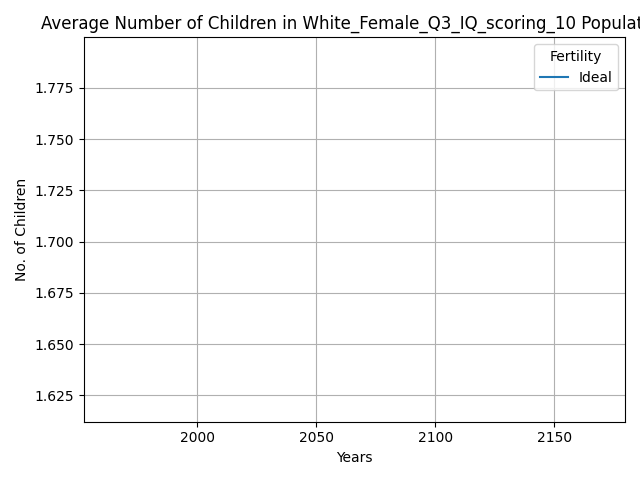 Average Number of Children in White_Female_Q3_IQ_scoring_10 Populat
Fertility
Ideal
1.775
1.750
1.725
1.700
1.675
1.650
1.625
No. of Children
2000 2050 2100 2150
Years